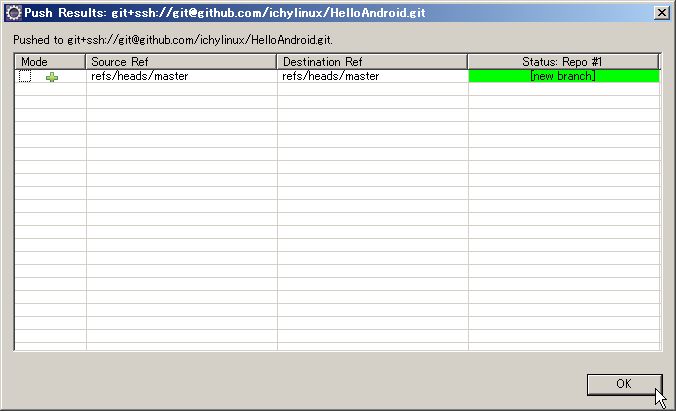 Push Results: git+ssh://git@github.com/ichylinux/HelloAndroid.git
Pushed to git+ssh://git@github.com/ichylinux/HelloAndroid.git.
Mode Source Ref Destination Ref Status: Repo #1
refs/heads/master refs/heads/master [new branch]
OK